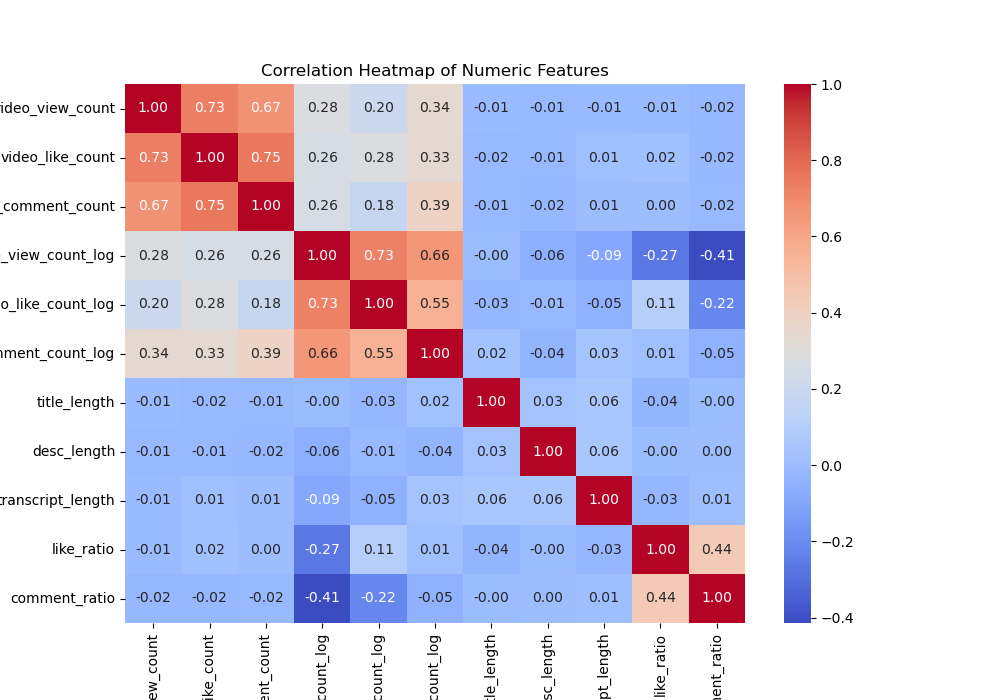 Correlation Heatmap of Numeric Features
ideo_view_count 1.00 0.73 0.67 0.28 0.20 0.34 -0.01 -0.01 -0.01 -0.01 -0.02
video_like_count 0.73 1.00 0.75 0.26 0.28 0.33 -0.02 -0.01 0.01 0.02 -0.02
_comment_count 0.67 0.75 1.00 0.26 0.18 0.39 -0.01 -0.02 0.01 0.00 -0.02
_view_count_log 0.28 0.26 0.26 1.00 0.73 0.66 -0.00 -0.06 -0.09 -0.27 -0.41
o_like_count_log 0.20 0.28 0.18 0.73 1.00 0.55 -0.03 -0.01 -0.05 0.11 -0.22
ment_count_log 0.34 0.33 0.39 0.66 0.55 1.00 0.02 -0.04 0.03 0.01 -0.05
title_length -0.01 -0.02 -0.01 -0.00 -0.03 0.02 1.00 0.03 0.06 -0.04 -0.00
desc_length -0.01 -0.01 -0.02 -0.06 -0.01 -0.04 0.03 1.00 0.06 -0.00 0.00
transcript_length -0.01 0.01 0.01 -0.09 -0.05 0.03 0.06 0.06 1.00 -0.03 0.01
like_ratio -0.01 0.02 0.00 -0.27 0.11 0.01 -0.04 -0.00 -0.03 1.00 0.44
comment_ratio -0.02 -0.02 -0.02 -0.41 -0.22 -0.05 -0.00 0.00 0.01 0.44 1.00
ew_count
ike_count
ent_count
count_log
count_log
count_log
tle_length
sc_length
pt_length
like_ratio
ment_ratio
1.0
0.8
0.6
0.4
0.2
0.0
−0.2
−0.4